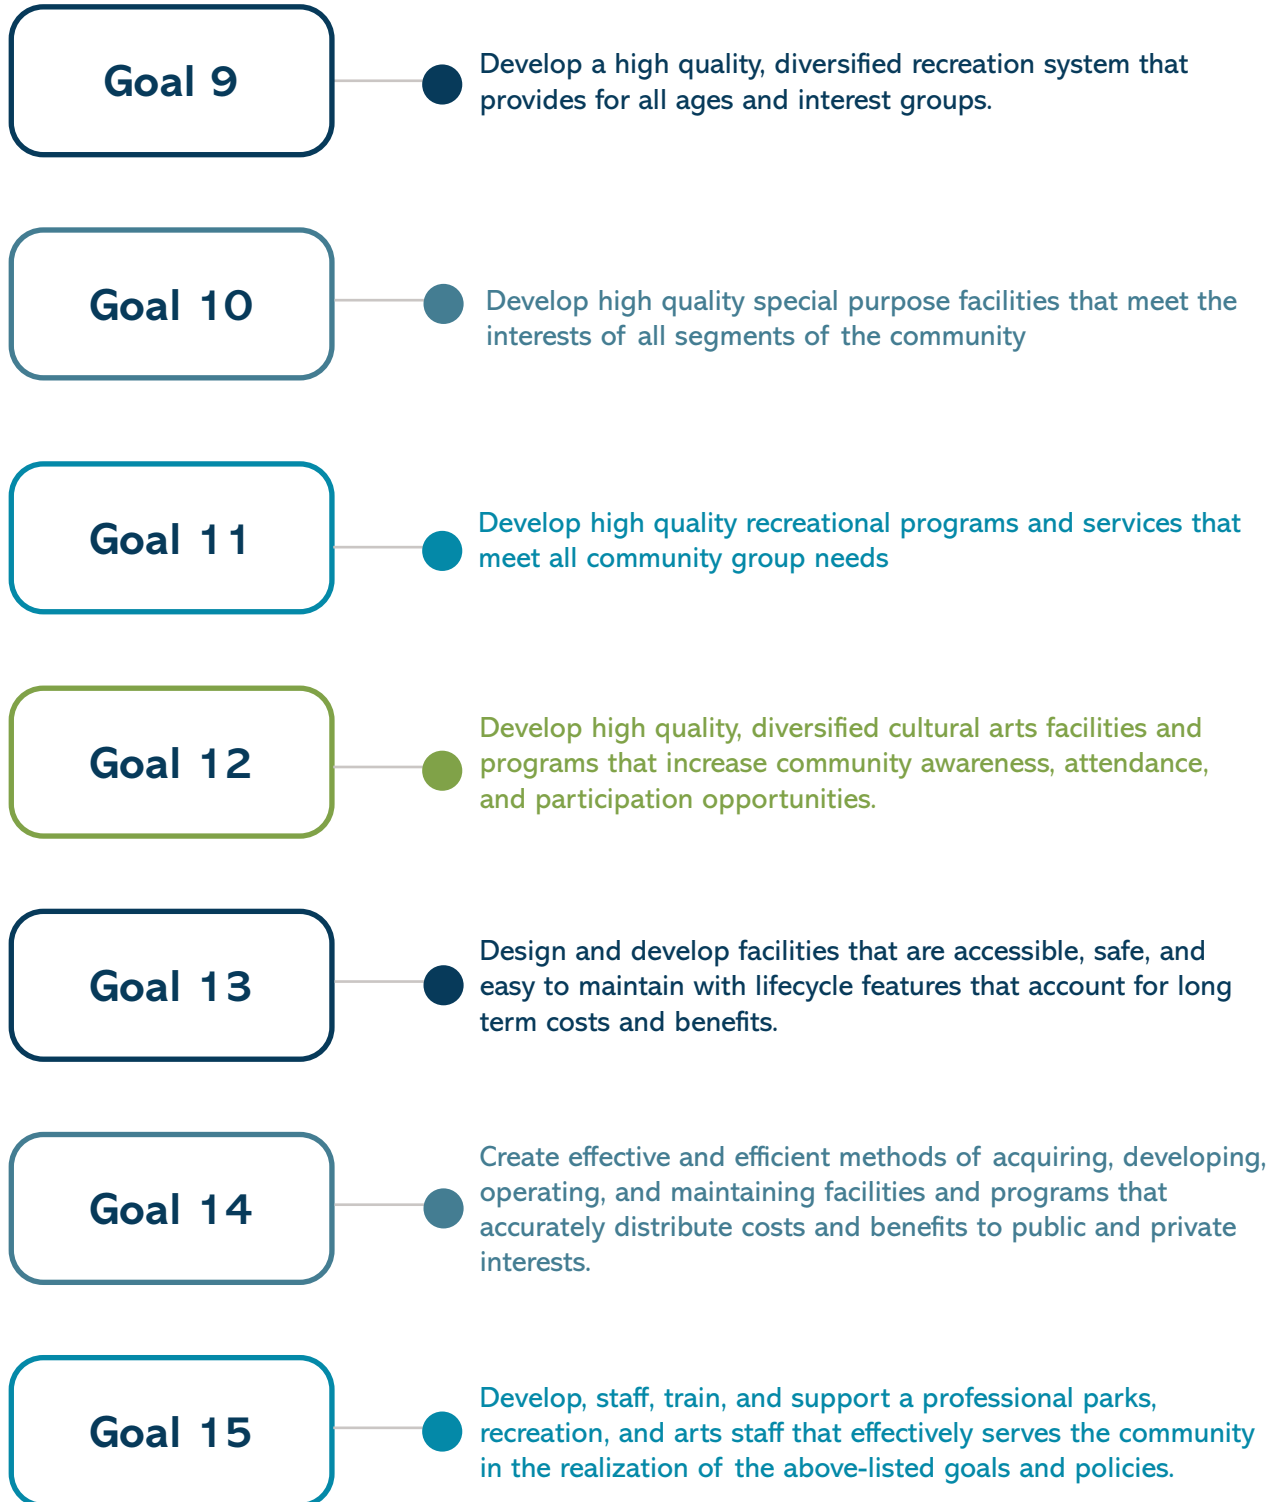 Goal 9
Develop a high quality, diversified recreation system that
provides for all ages and interest groups.
Goal 10
Develop high quality special purpose facilities that meet the
interests of all segments of the community
Goal 11
Develop high quality recreational programs and services that
meet all community group needs
Goal 12
Develop high quality, diversified cultural arts facilities and
programs that increase community awareness, attendance,
and participation opportunities.
Goal 13
Design and develop facilities that are accessible, safe, and
easy to maintain with lifecycle features that account for long
term costs and benefits.
Goal 14
Create effective and efficient methods of acquiring, developing,
operating, and maintaining facilities and programs that
accurately distribute costs and benefits to public and private
interests.
Goal 15
Develop, staff, train, and support a professional parks,
recreation, and arts staff that effectively serves the community
in the realization of the above-listed goals and policies.